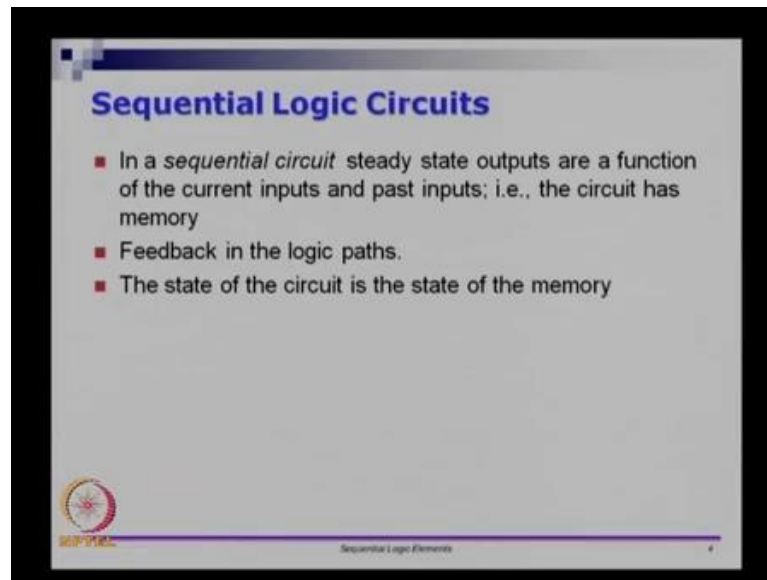 Sequential Logic Circuits
In a sequential circuit steady state outputs are a function
of the current inputs and past inputs; i.e., the circuit has
memory
Feedback in the logic paths.
The state of the circuit is the state of the memory
NPTEL
Sequential Logic Elements